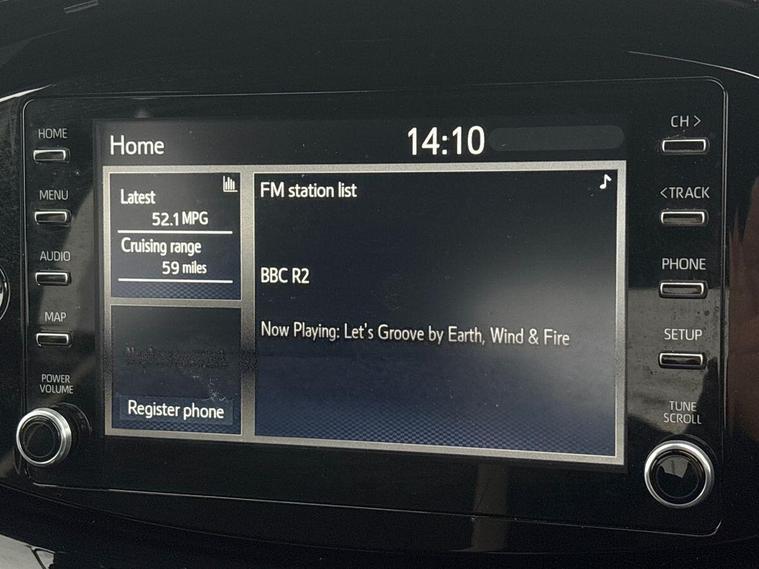 Home
14:10
HOME
MENU
AUDIO
MAP
POWER
VOLUME
Latest
52.1 MPG
Cruising range
59 miles
Register phone
FM station list
BBC R2
Now Playing: Let's Groove by Earth, Wind & Fire
CH >
< TRACK
PHONE
SETUP
TUNE
SCROLL